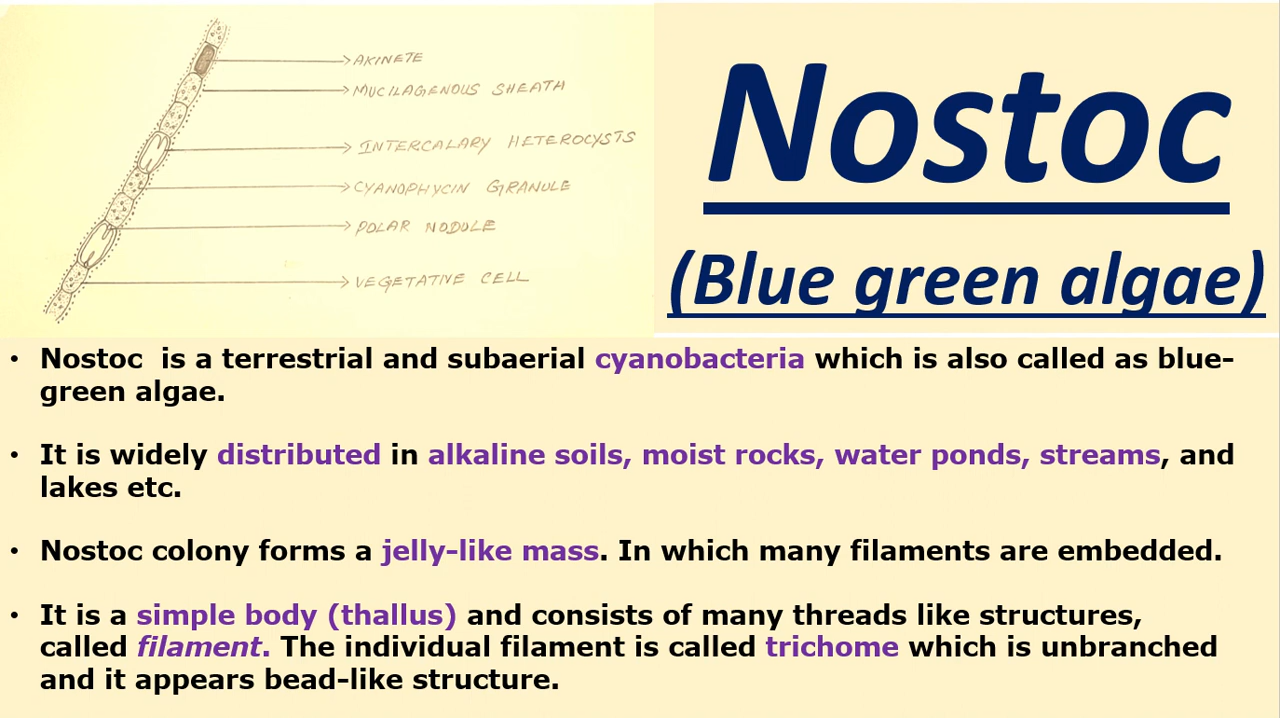 AKINETE
MUCILAGENOUS SHEATH
INTERCALARY HETEROCYSTS
CYANOPHYCIN GRANULE
POLAR NODULE
VEGETATIVE CELL
Nostoc
(Blue green algae)
• Nostoc is a terrestrial and subaerial cyanobacteria which is also called as blue-
green algae.
• It is widely distributed in alkaline soils, moist rocks, water ponds, streams, and
lakes etc.
• Nostoc colony forms a jelly-like mass. In which many filaments are embedded.
• It is a simple body (thallus) and consists of many threads like structures,
called filament. The individual filament is called trichome which is unbranched
and it appears bead-like structure.